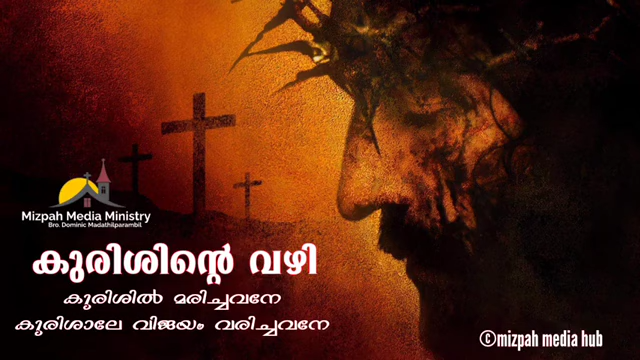 Mizpah Media Ministry
Bro. Dominic Madathilparambil
കുരിശിന്റെ വഴി
കുരിശിൽ മരിച്ചവനേ
കുരിശാലേ വിജയം വരിച്ചവനേ
©mizpah media hub